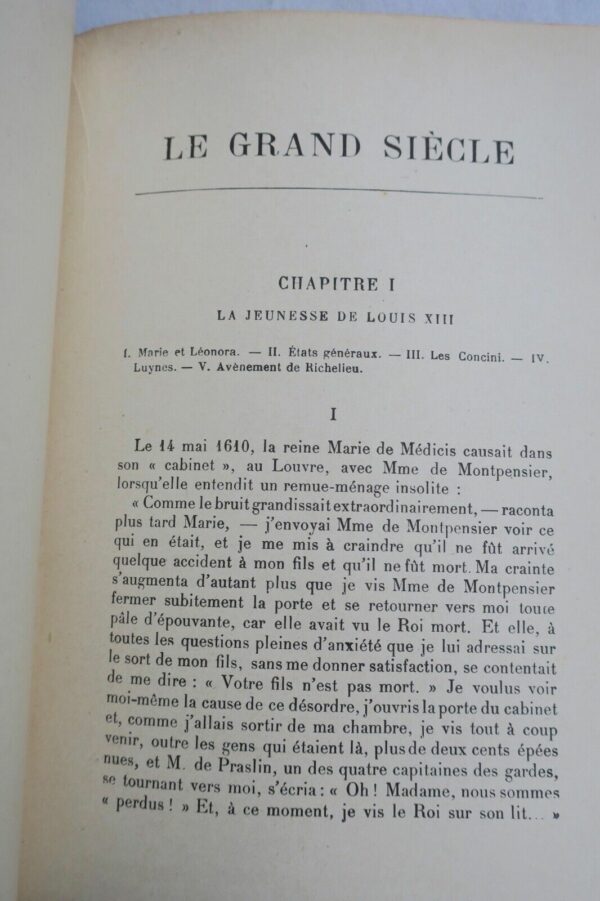 LE GRAND SIÈCLE
CHAPITRE I
LA JEUNESSE DE LOUIS XIII
I. Marie et Léonora. — II. États généraux. — III. Les Concini. — IV.
Luynes. — V. Avènement de Richelieu.
I
Le 14 mai 1610, la reine Marie de Médicis causait dans
son « cabinet », au Louvre, avec Mme de Montpensier,
lorsqu'elle entendit un remue-ménage insolite :
« Comme le bruit grandissait extraordinairement, — raconta
plus tard Marie, — j'envoyai Mme de Montpensier voir ce
qui en était, et je me mis à craindre qu'il ne fût arrivé
quelque accident à mon fils et qu'il ne fût mort. Ma crainte
s'augmenta d'autant plus que je vis Mme de Montpensier
fermer subitement la porte et se retourner vers moi toute
pâle d'épouvante, car elle avait vu le Roi mort. Et elle, à
toutes les questions pleines d'anxiété que je lui adressai sur
le sort de mon fils, sans me donner satisfaction, se contentait
de me dire : « Votre fils n'est pas mort. » Je voulus voir
moi-même la cause de ce désordre, j'ouvris la porte du cabinet
et, comme j'allais sortir de ma chambre, je vis tout à coup
venir, outre les gens qui étaient là, plus de deux cents épées
nues, et M. de Praslin, un des quatre capitaines des gardes,
se tournant vers moi, s'écria : « Oh ! Madame, nous sommes
« perdus ! » Et, à ce moment, je vis le Roi sur son lit... »